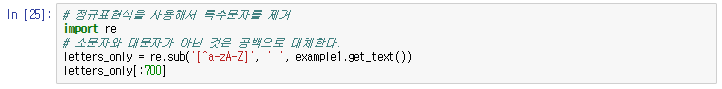 In [25]:
# 정규표현식을 사용해서 특수문자를 제거
import re
# 소문자와 대문자가 아닌 것은 공백으로 대체한다.
letters_only = re.sub('[^a-zA-Z]', ' ', example1.get_text())
letters_only[:700]